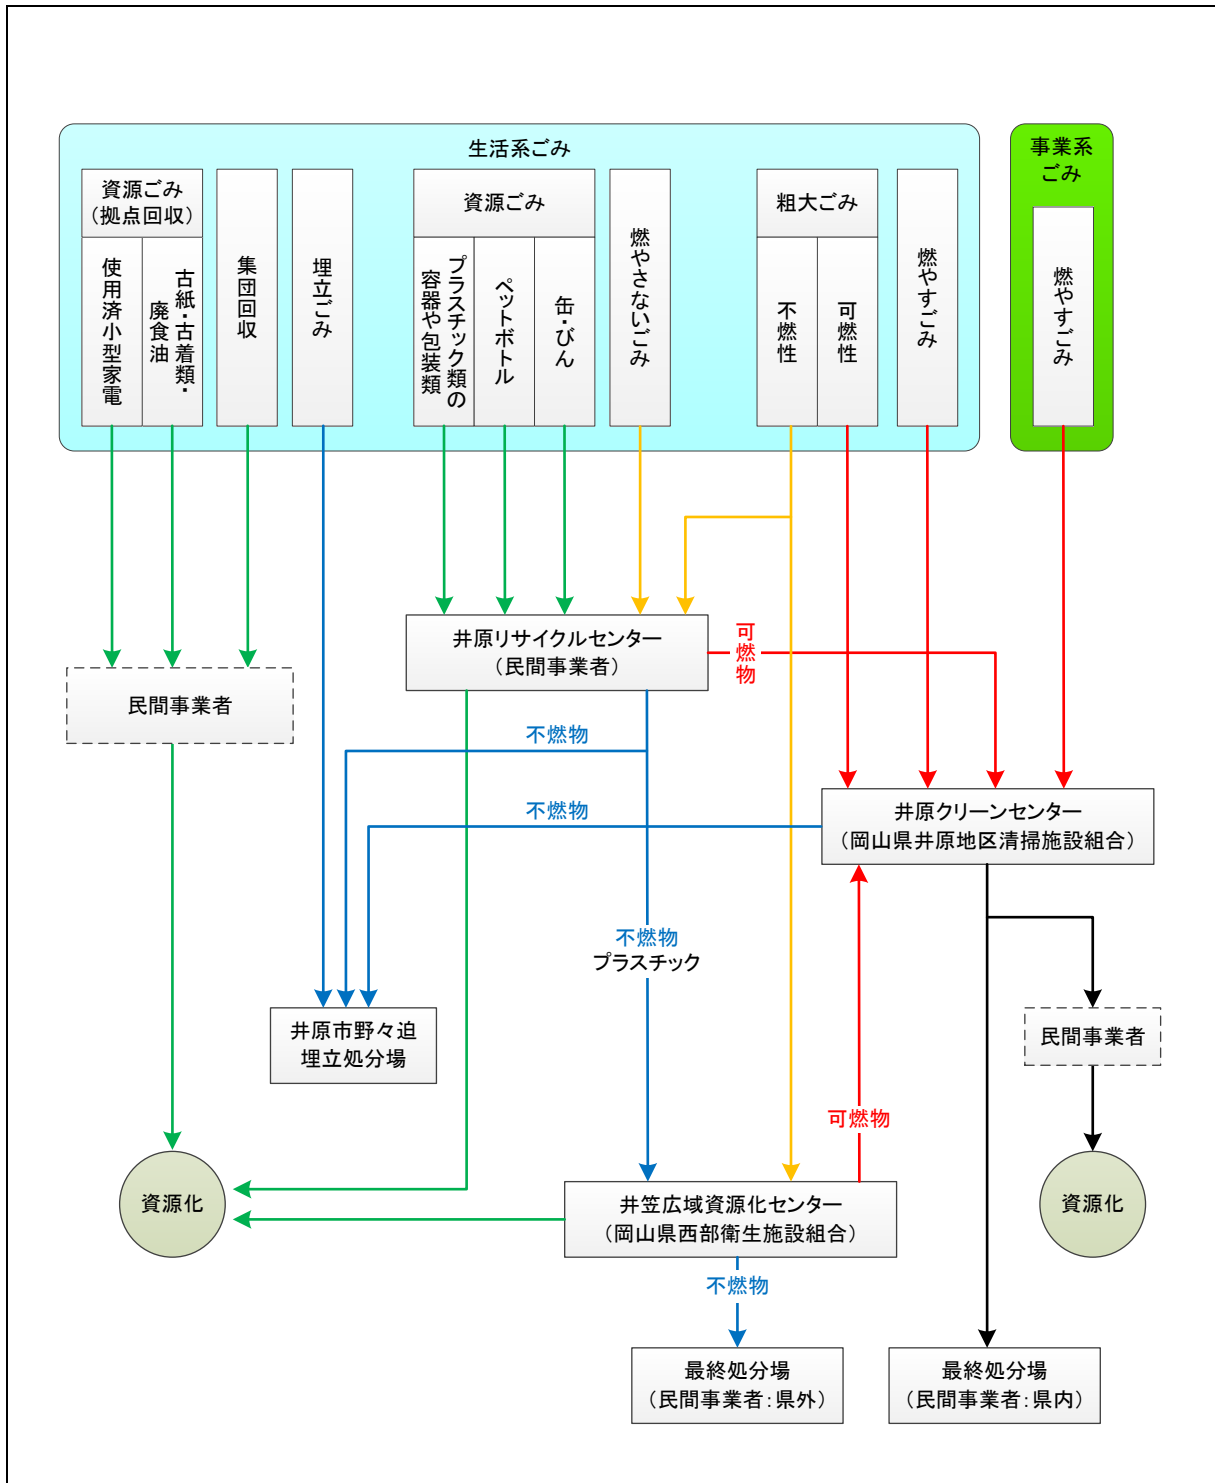 生活系ごみ
事業系
ごみ
資源ごみ
（拠点回収）
使用済小型家電
古紙・古着類・
廃食油
集団回収
埋立ごみ
資源ごみ
プラスチック類の
容器や包装類
ペットボトル
缶・びん
燃やさないごみ
粗大ごみ
不燃性
可燃性
燃やすごみ
燃やすごみ
井原リサイクルセンター
（民間事業者）
可燃物
民間事業者
不燃物
不燃物
井原クリーンセンター
（岡山県井原地区清掃施設組合）
不燃物
プラスチック
井原市野々迫
埋立処分場
民間事業者
可燃物
資源化
井笠広域資源化センター
（岡山県西部衛生施設組合）
資源化
不燃物
最終処分場
（民間事業者：県外）
最終処分場
（民間事業者：県内）